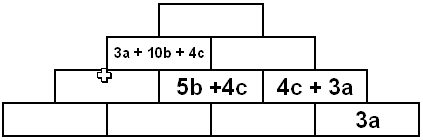 3a + 10b + 4c
5b +4c 4c + 3a
3a